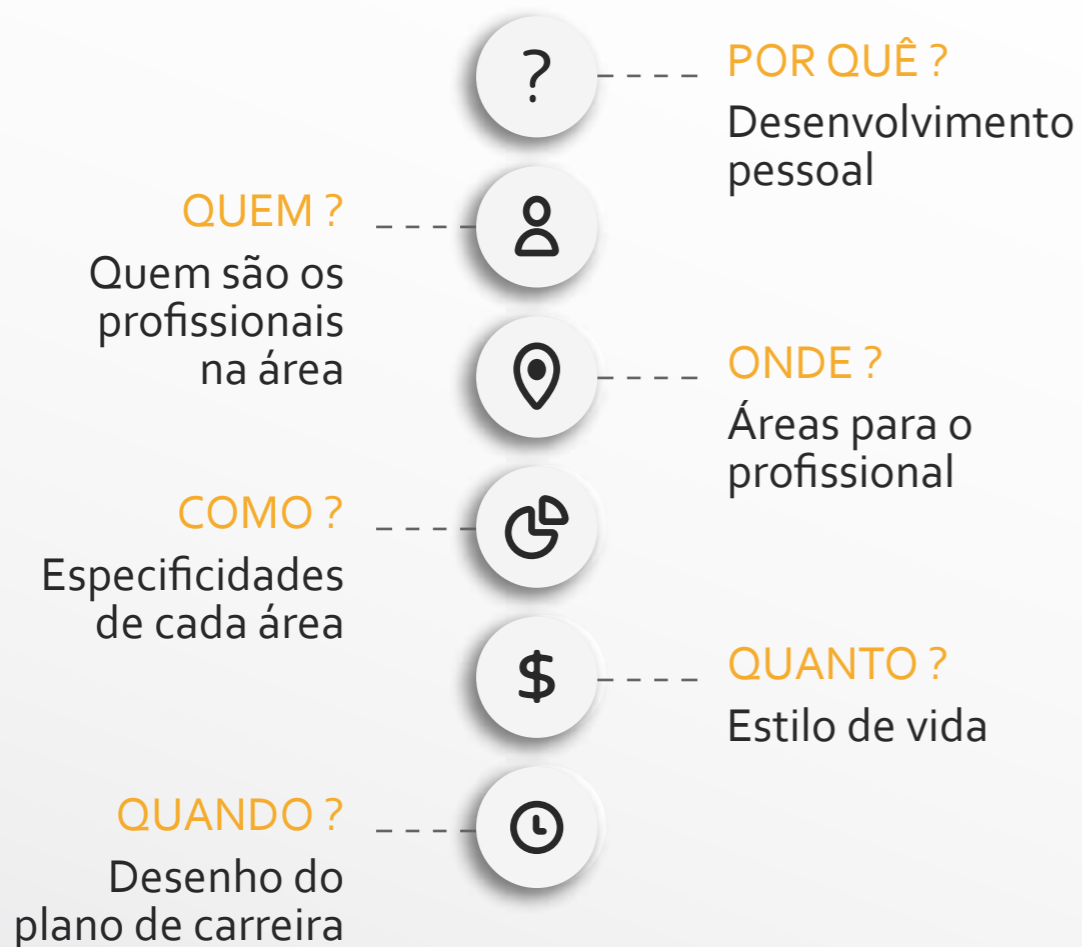 ?
POR QUÊ ?
Desenvolvimento
pessoal
QUEM ?
Quem são os
profissionais
na área
ONDE ?
Áreas para o
profissional
COMO ?
Especificidades
de cada área
$
QUANTO ?
Estilo de vida
QUANDO ?
Desenho do
plano de carreira